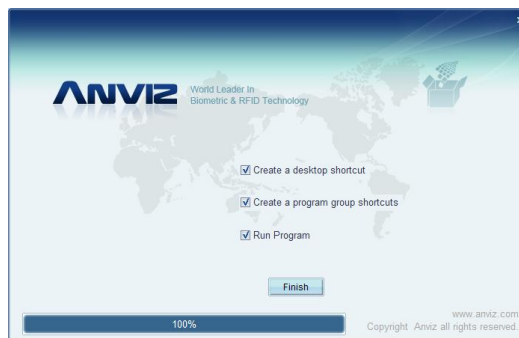 ANVIZ
World Leader In
Biometric & RFID Technology
Create a desktop shortcut
Create a program group shortcuts
Run Program
Finish
100%
www.anviz.com
Copyright Anviz all rights reserved.